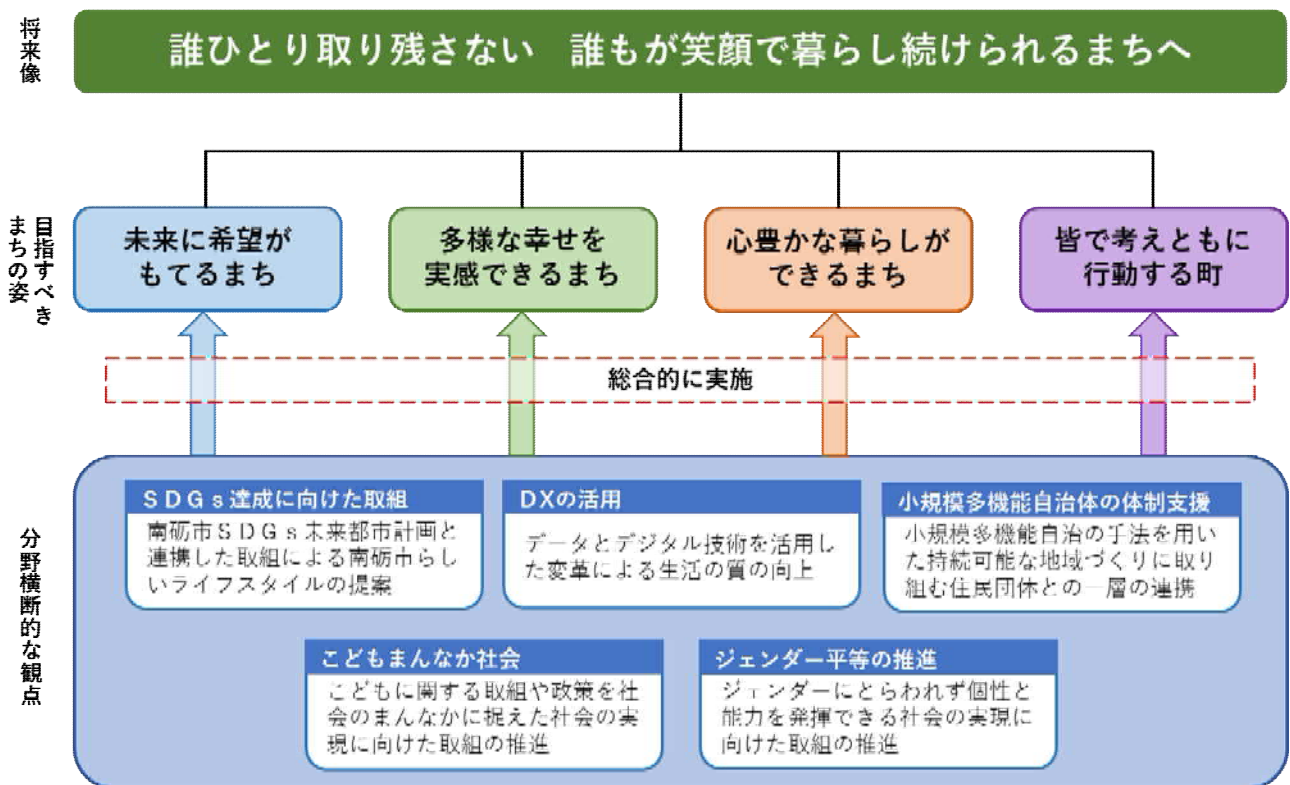 将来像
誰ひとり取り残さない　誰もが笑顔で暮らし続けられるまちへ
目指すべき
まちの姿
未来に希望が
もてるまち
多様な幸せを
実感できるまち
心豊かな暮らしが
できるまち
皆で考えともに
行動する町
総合的に実施
分野横断的な観点
ＳＤＧｓ達成に向けた取組
南砺市ＳＤＧｓ未来都市計画と
連携した取組による南砺市らし
いライフスタイルの提案
DXの活用
データとデジタル技術を活用し
た変革による生活の質の向上
小規模多機能自治体の体制支援
小規模多機能自治の手法を用い
た持続可能な地域づくりに取り
組む住民団体との一層の連携
こどもまんなか社会
こどもに関する取組や政策を社
会のまんなかに捉えた社会の実
現に向けた取組の推進
ジェンダー平等の推進
ジェンダーにとらわれず個性と
能力を発揮できる社会の実現に
向けた取組の推進